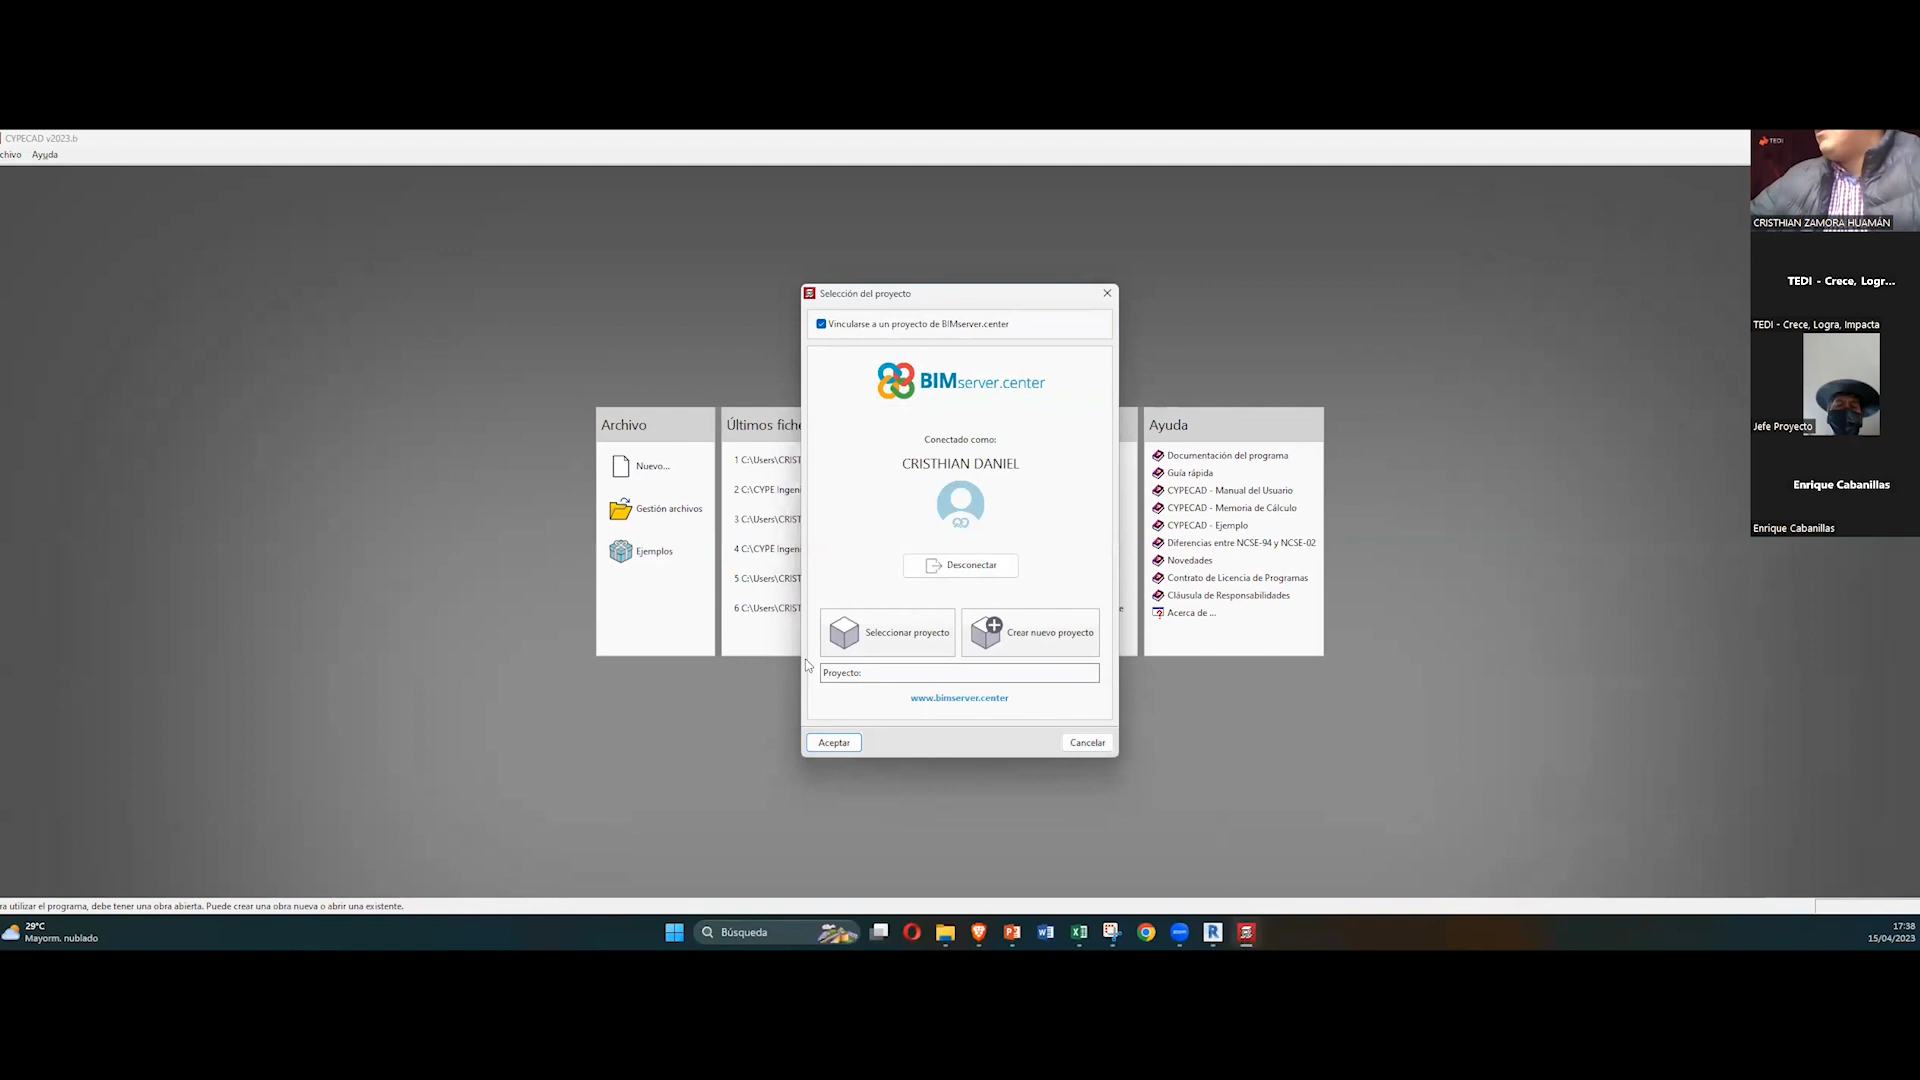 CYPECAD v2023.b
chivo Ayuda
TEDI
CRISTHIAN ZAMORA HUAMÁN
TEDI - Crece, Logr...
TEDI - Crece, Logra, Impacta
Jefe Proyecto
Enrique Cabanillas
Enrique Cabanillas
Selección del proyecto
Vincularse a un proyecto de BIMserver.center
BIMserver.center
Conectado como:
CRISTHIAN DANIEL
Desconectar
Seleccionar proyecto
Crear nuevo proyecto
Proyecto:
www.bimserver.center
Aceptar
Cancelar
Archivo
Nuevo...
Gestión archivos
Ejemplos
Últimos fiche
1 C:\Users\CRIST
2 C:\CYPE Ingeni
3 C:\Users\CRIST
4 C:\CYPE Ingeni
5 C:\Users\CRIST
6 C:\Users\CRIST
e
Ayuda
Documentación del programa
Guía rápida
CYPECAD - Manual del Usuario
CYPECAD - Memoria de Cálculo
CYPECAD - Ejemplo
Diferencias entre NCSE-94 y NCSE-02
Novedades
Contrato de Licencia de Programas
Cláusula de Responsabilidades
Acerca de ...
ra utilizar el programa, debe tener una obra abierta. Puede crear una obra nueva o abrir una existente.
29°C
Mayorm. nublado
Búsqueda
17:38
15/04/2023